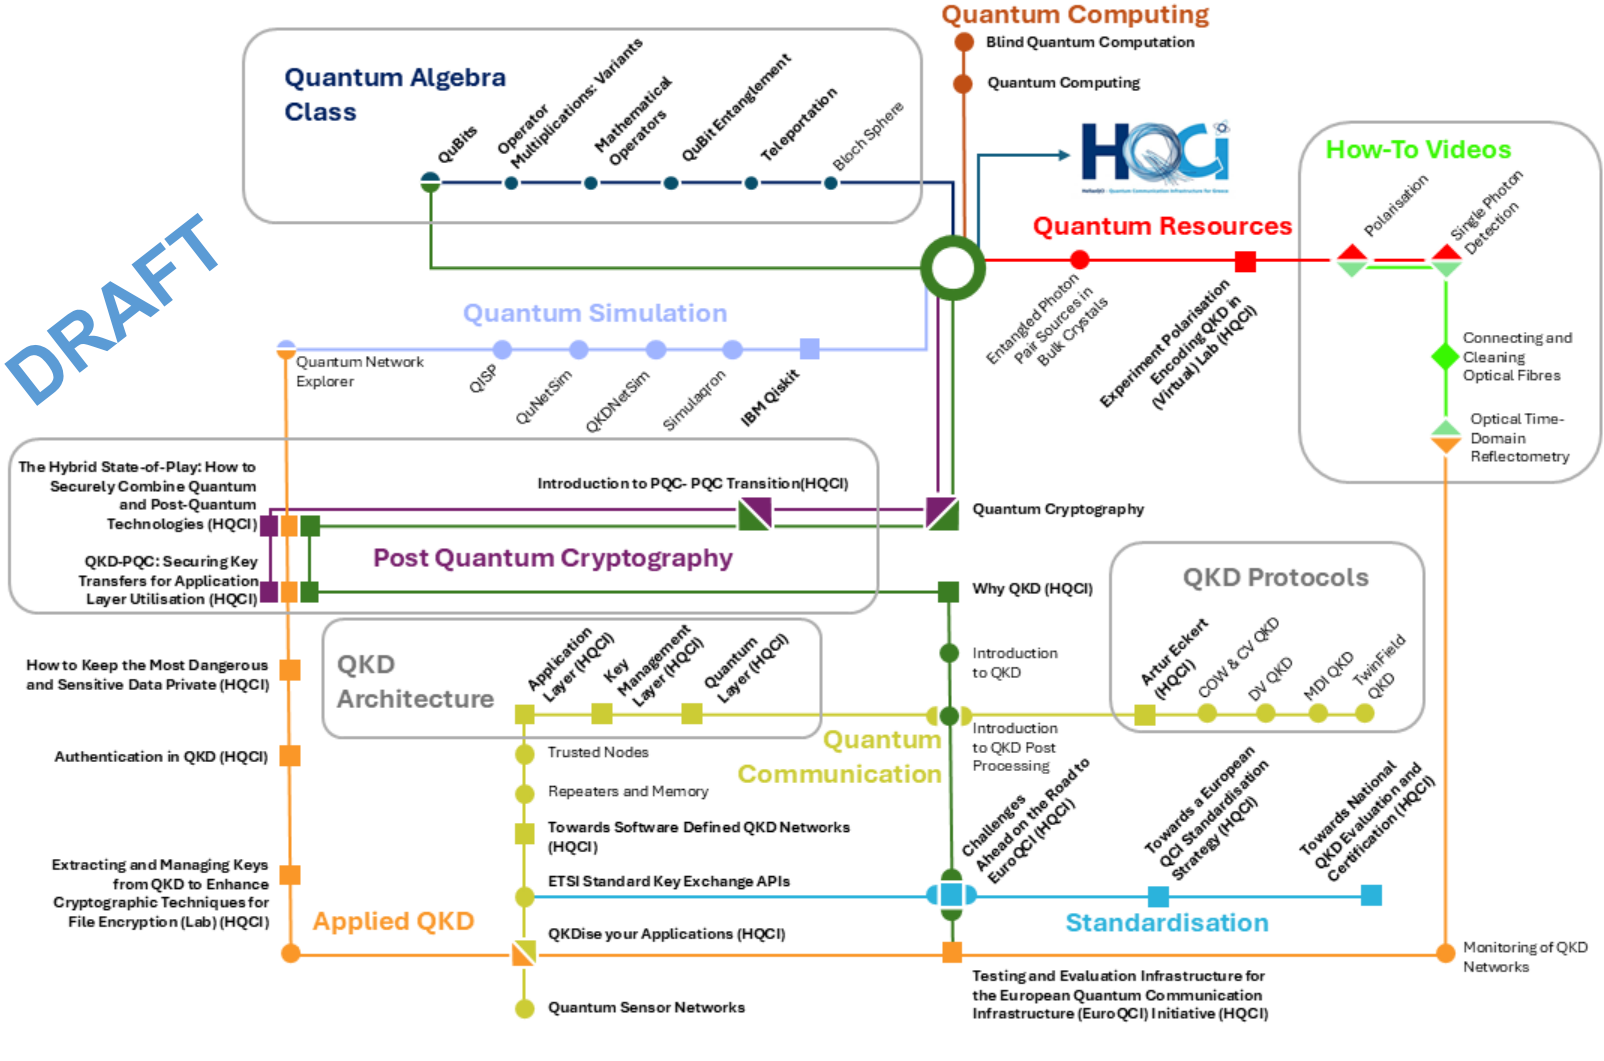 Quantum Computing
Blind Quantum Computation
Quantum Computing
Quantum Algebra
Class
QuBits
Operator
Multiplications: Variants
Mathematical
Operators
QuBit Entanglement
Teleportation
Bloch Sphere
HQCi
HellasQCI - Quantum Communication Infrastructure for Greece
How-To Videos
Polarisation
Single Photon
Detection
Quantum Resources
Entangled Photon
Pair Sources in
Bulk Crystals
Experiment Polarisation
Encoding QKD in
(Virtual) Lab (HQCI)
Connecting and
Cleaning
Optical Fibres
Optical Time-
Domain
Reflectometry
DRAFT
Quantum Simulation
Quantum Network
Explorer
QISP
QuNetSim
QKDNetSim
Simulaqron
IBM Qiskit
The Hybrid State-of-Play: How to
Securely Combine Quantum
and Post-Quantum
Technologies (HQCI)
Introduction to PQC- PQC Transition(HQCI)
Quantum Cryptography
Post Quantum Cryptography
QKD-PQC: Securing Key
Transfers for Application
Layer Utilisation (HQCI)
Why QKD (HQCI)
QKD Protocols
Artur Eckert
(HQCI)
COW & CV QKD
DV QKD
MDI QKD
TwinField
QKD
Introduction
to QKD
QKD
Architecture
Application
Layer (HQCI)
Key
Management
Layer (HQCI)
Quantum
Layer (HQCI)
How to Keep the Most Dangerous
and Sensitive Data Private (HQCI)
Quantum
Communication
Introduction
to QKD Post
Processing
Trusted Nodes
Authentication in QKD (HQCI)
Repeaters and Memory
Towards Software Defined QKD Networks
(HQCI)
Challenges
Ahead on the Road to
EuroQCI (HQCI)
Towards a European
QCI Standardisation
Strategy (HQCI)
Towards National
QKD Evaluation and
Certification (HQCI)
Extracting and Managing Keys
from QKD to Enhance
Cryptographic Techniques for
File Encryption (Lab) (HQCI)
ETSI Standard Key Exchange APIs
Applied QKD
Standardisation
QKDise your Applications (HQCI)
Monitoring of QKD
Networks
Testing and Evaluation Infrastructure for
the European Quantum Communication
Infrastructure (EuroQCI) Initiative (HQCI)
Quantum Sensor Networks